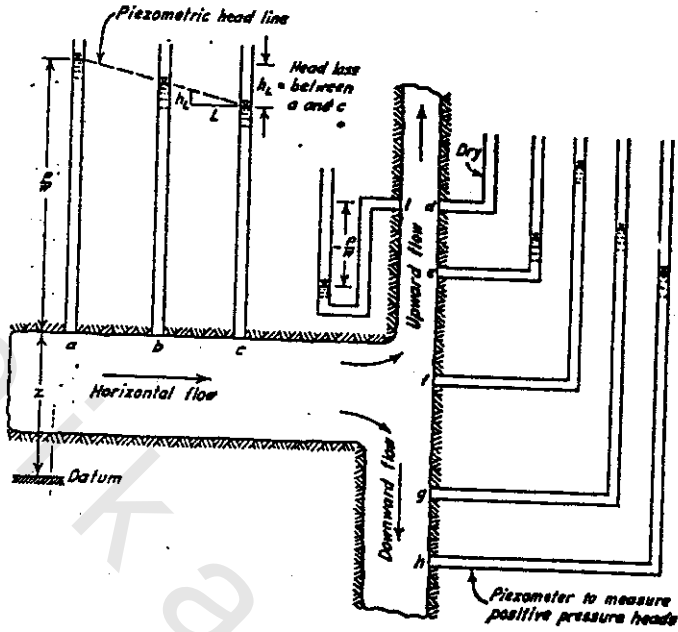 Piezometric head line
h_L = Head loss between a and c
h_L
L
p/w
Dry
i
d
-p/w
e
Upward flow
a
b
c
f
Z
Horizontal flow
Datum
Downward flow
g
h
Piezometer to measure
positive pressure heads